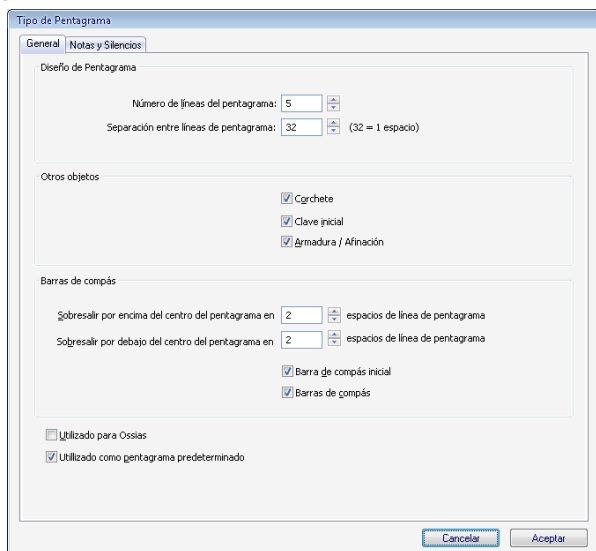 Tipo de Pentagrama
General Notas y Silencios
Diseño de Pentagrama
Número de líneas del pentagrama: 5
Separación entre líneas de pentagrama: 32 (32 = 1 espacio)
Otros objetos
Corchete
Clave inicial
Armadura / Afinación
Barras de compás
Sobresalir por encima del centro del pentagrama en 2 espacios de línea de pentagrama
Sobresalir por debajo del centro del pentagrama en 2 espacios de línea de pentagrama
Barra de compás inicial
Barras de compás
Utilizado para Ossias
Utillizado como pentagrama predeterminado
Cancelar Aceptar